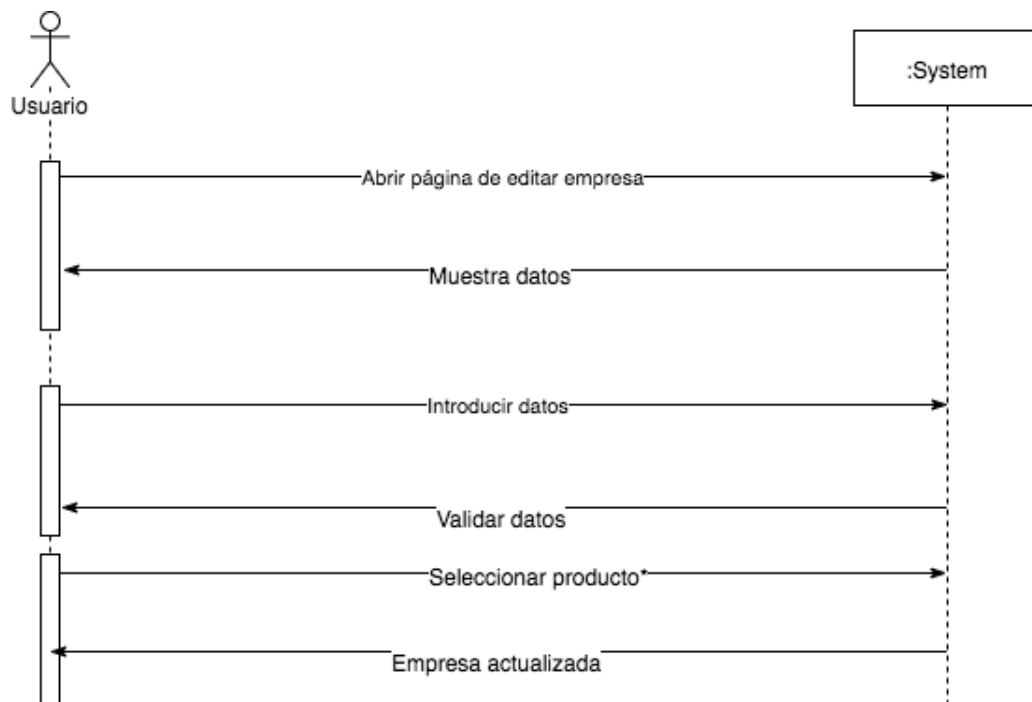 Usuario
:System
Abrir página de editar empresa
Muestra datos
Introducir datos
Validar datos
Seleccionar producto*
Empresa actualizada